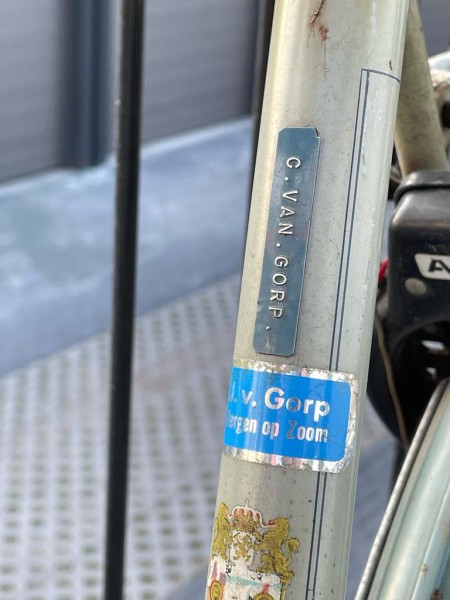 G.VAN.GORP.
v. Gorp
ergen op Zoom
A